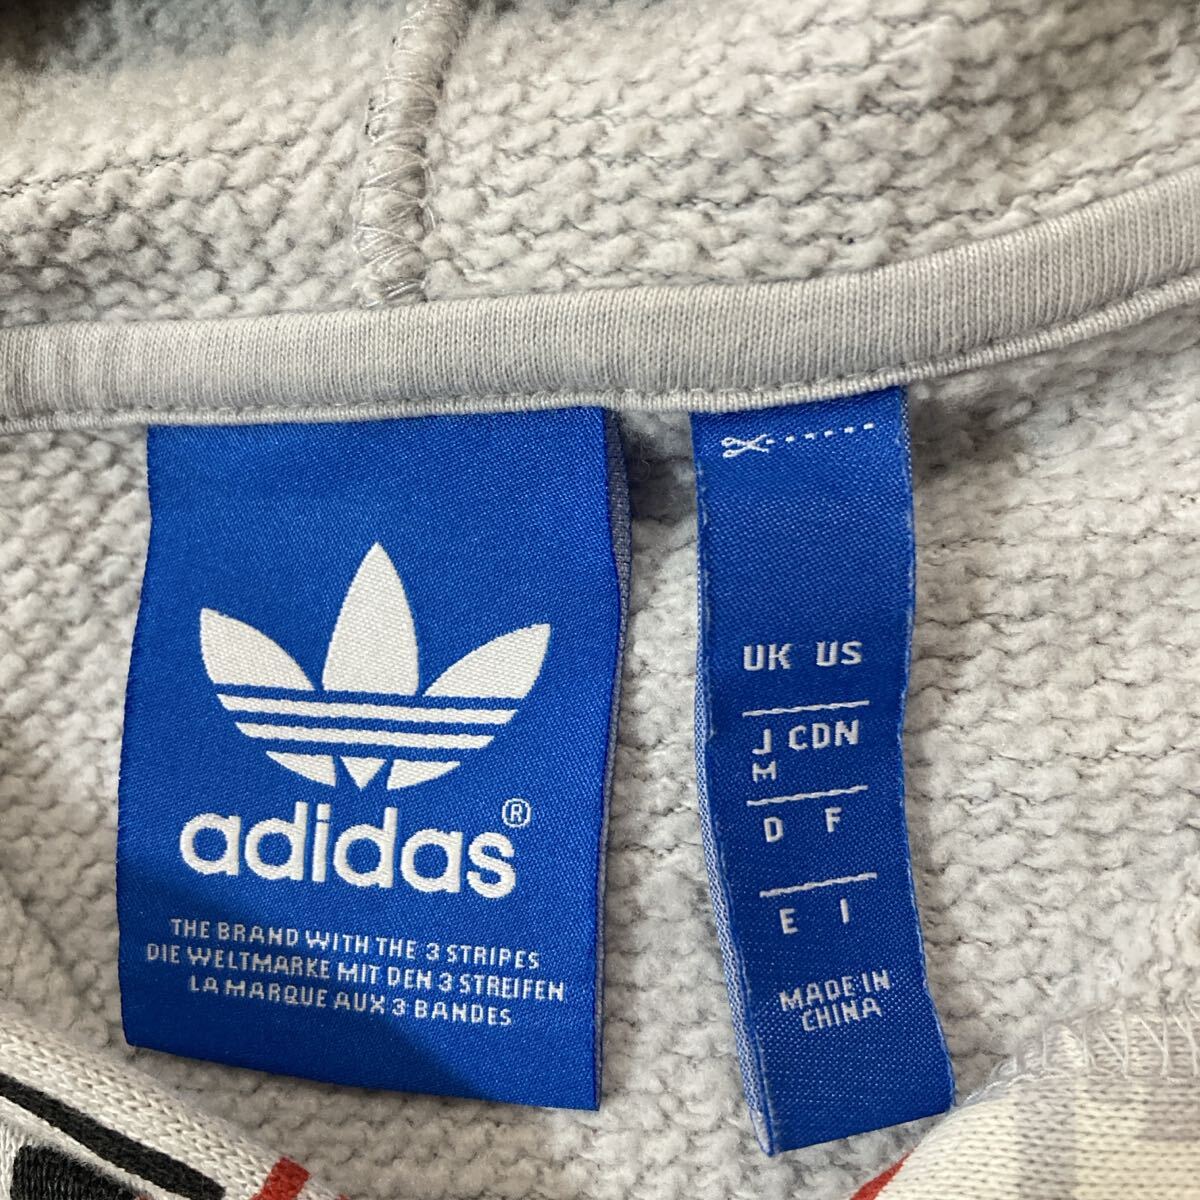 adidas®
THE BRAND WITH THE 3 STRIPES
DIE WELTMARKE MIT DEN 3 STREIFEN
LA MARQUE AUX 3 BANDES
UK US
J CDN
M
D F
E I
MADE IN
CHINA